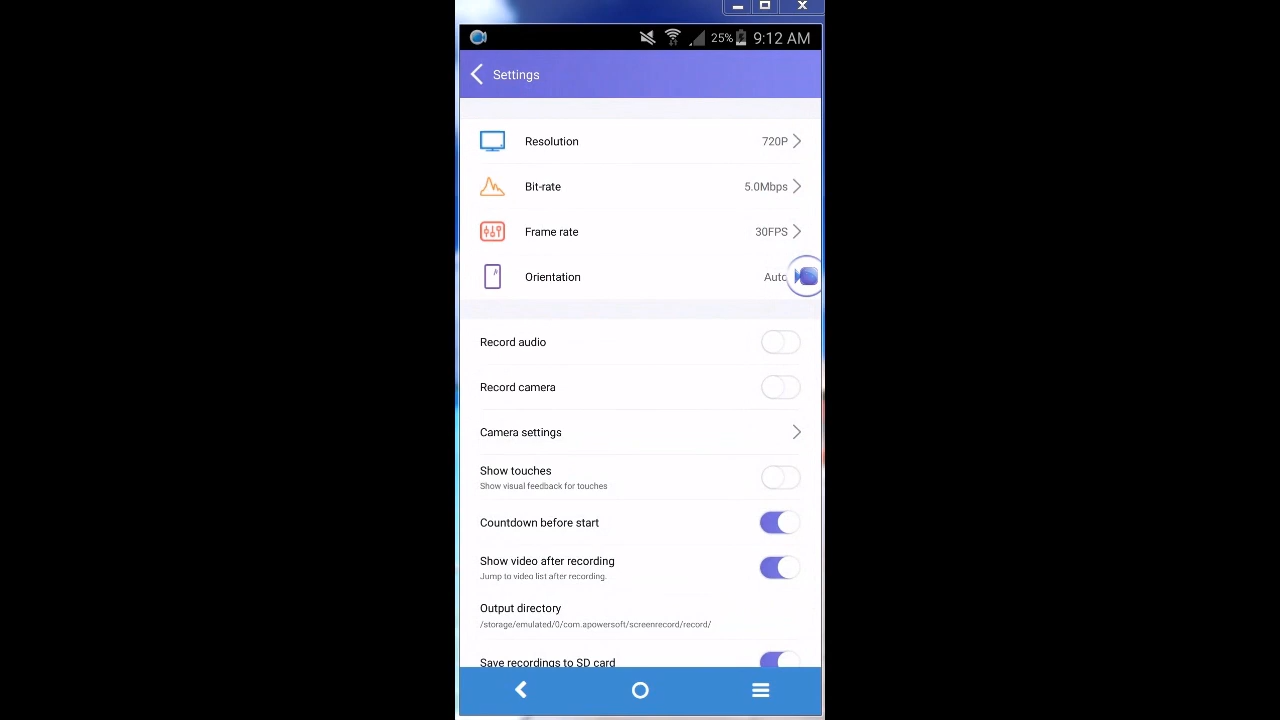 25% 9:12 AM
Settings
Resolution 720P
Bit-rate 5.0Mbps
Frame rate 30FPS
Orientation Auto
Record audio
Record camera
Camera settings
Show touches
Show visual feedback for touches
Countdown before start
Show video after recording
Jump to video list after recording.
Output directory
/storage/emulated/0/com.apowersoft/screenrecord/record/
Save recordings to SD card